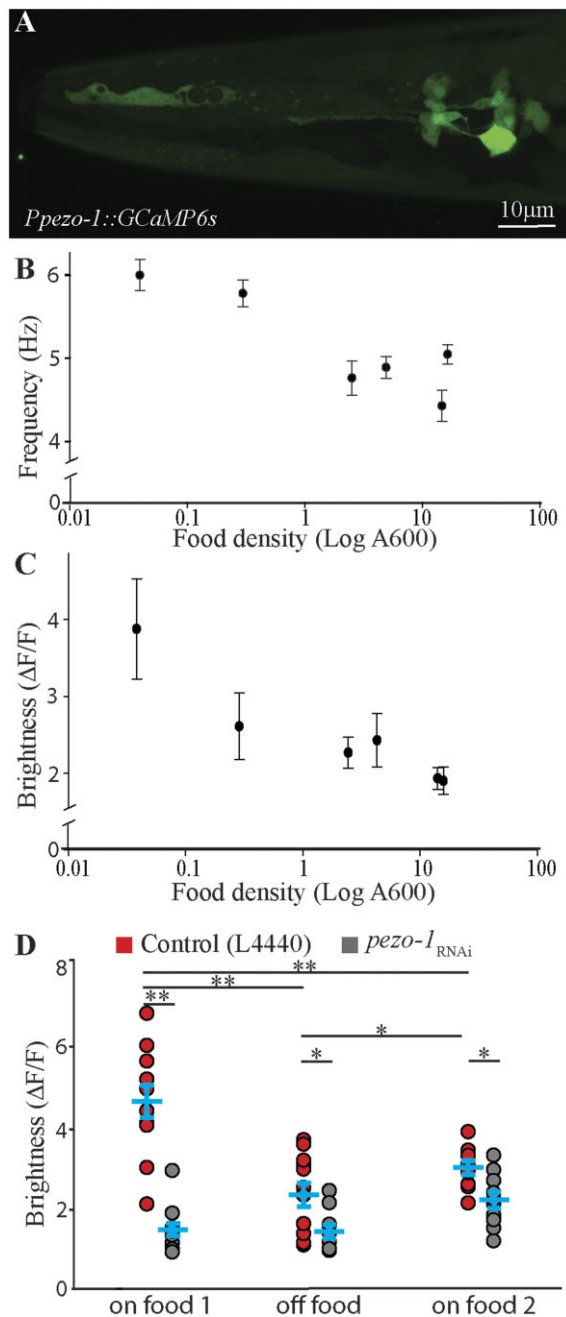 A
Ppezo-1::GCaMP6s
10μm
B
Frequency (Hz)
6
5
4
0
0.01 0.1 1 10 100
Food density (Log A600)
C
Brightness (ΔF/F)
4
3
2
0
0.01 0.1 1 10 100
Food density (Log A600)
D
Control (L4440) pezo-1RNAi
Brightness (ΔF/F)
8
6
4
2
0
**
**
**
*
*
*
on food 1 off food on food 2